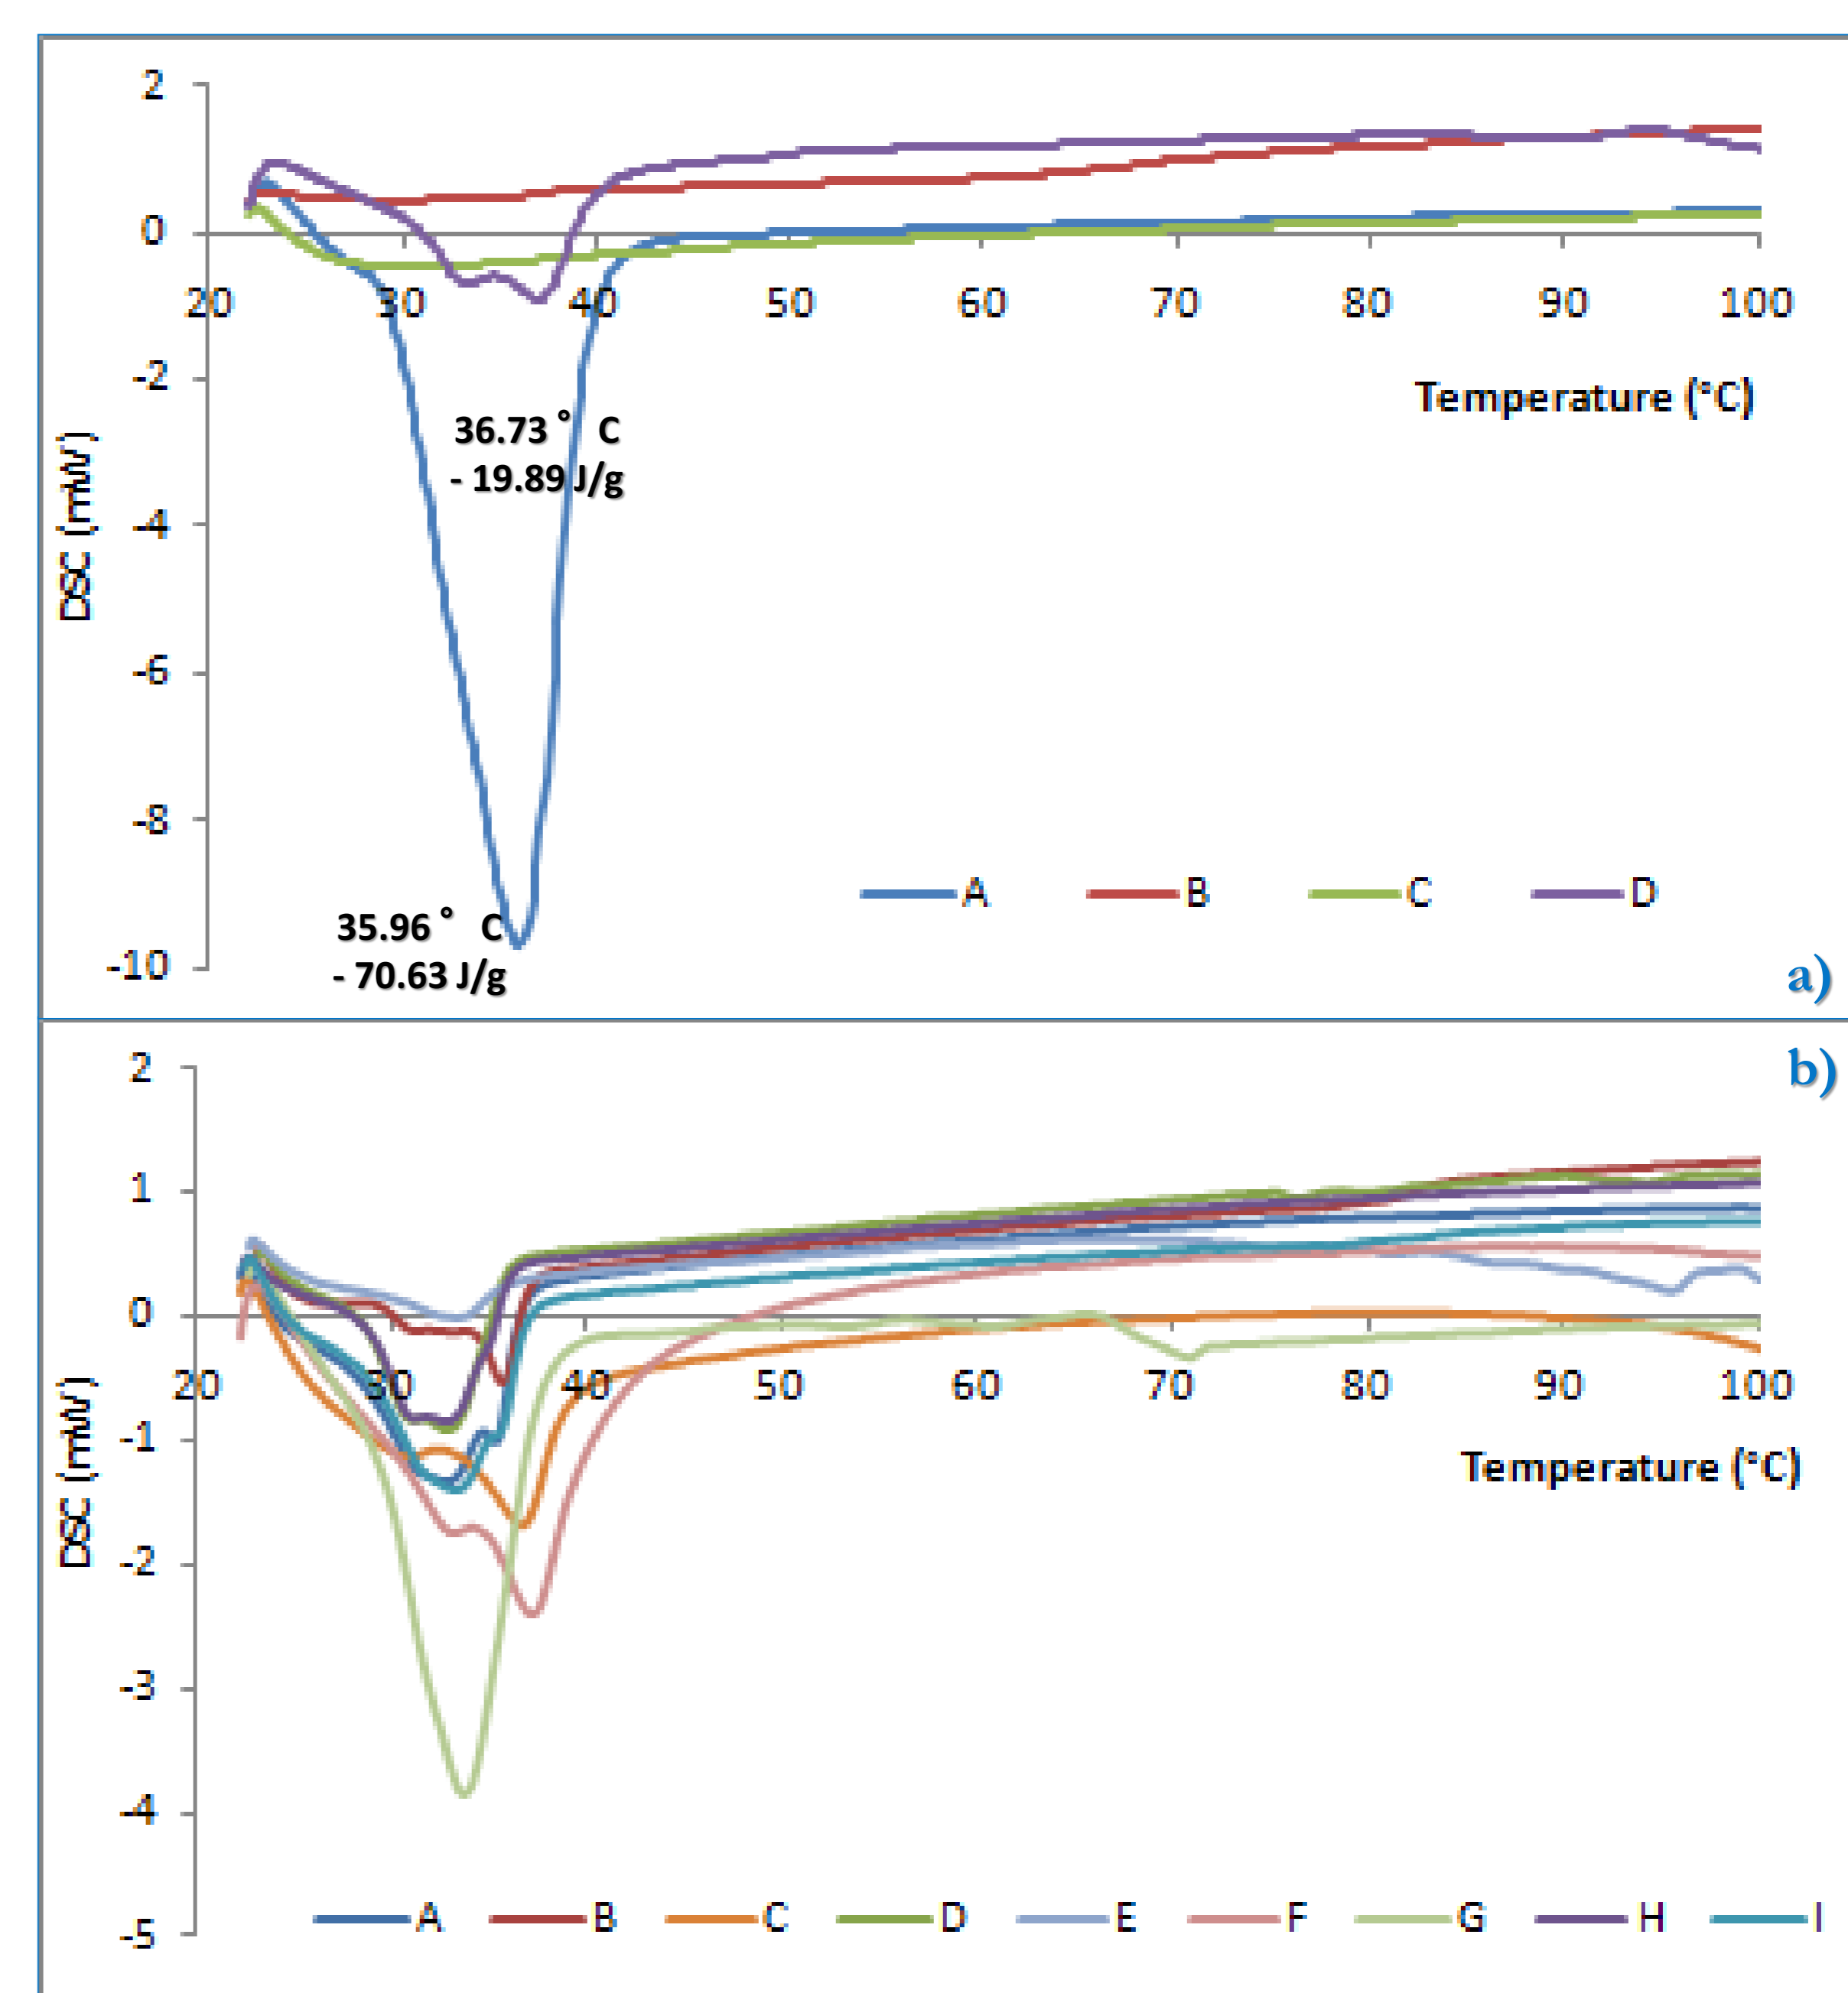 2
0
20 30 40 50 60 70 80 90 100
-2
Temperature (°C)
36.73 ° C
- 19.89 J/g
DSC (mW)
-4
-6
-8
A B C D
35.96 ° C
- 70.63 J/g
-10
a)
b)
2
1
0
20 30 40 50 60 70 80 90 100
-1
Temperature (°C)
DSC (mW)
-2
-3
-4
A B C D E F G H I
-5